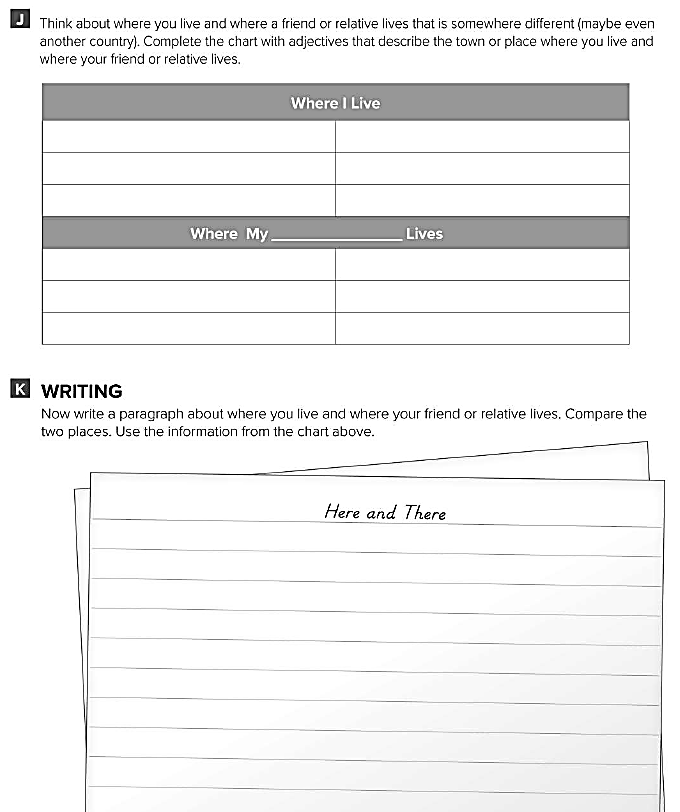 J Think about where you live and where a friend or relative lives that is somewhere different (maybe even
another country). Complete the chart with adjectives that describe the town or place where you live and
where your friend or relative lives.
Where I Live
Where My ______________ Lives
K WRITING
Now write a paragraph about where you live and where your friend or relative lives. Compare the
two places. Use the information from the chart above.
Here and There